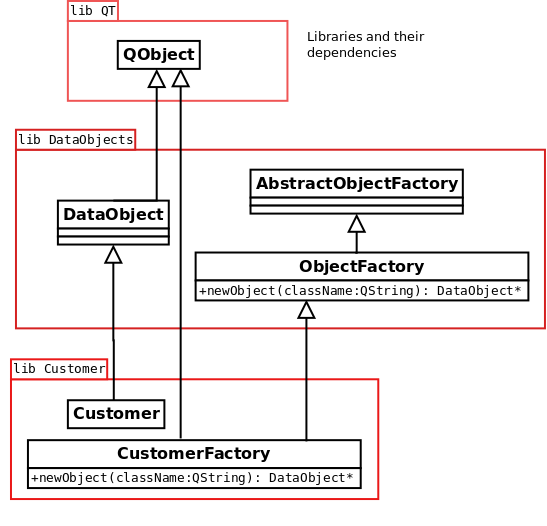 lib QT
QObject
Libraries and their
dependencies
lib DataObjects
AbstractObjectFactory
DataObject
ObjectFactory
+newObject(className:QString): DataObject*
lib Customer
Customer
CustomerFactory
+newObject(className:QString): DataObject*